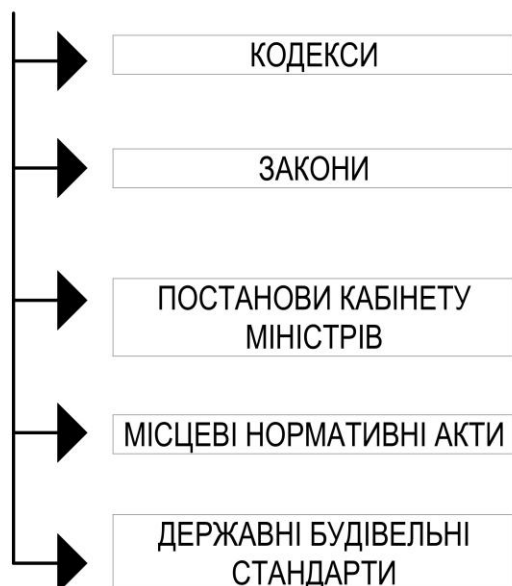 КОДЕКСИ
ЗАКОНИ
ПОСТАНОВИ КАБІНЕТУ
МІНІСТРІВ
МІСЦЕВІ НОРМАТИВНІ АКТИ
ДЕРЖАВНІ БУДІВЕЛЬНІ
СТАНДАРТИ